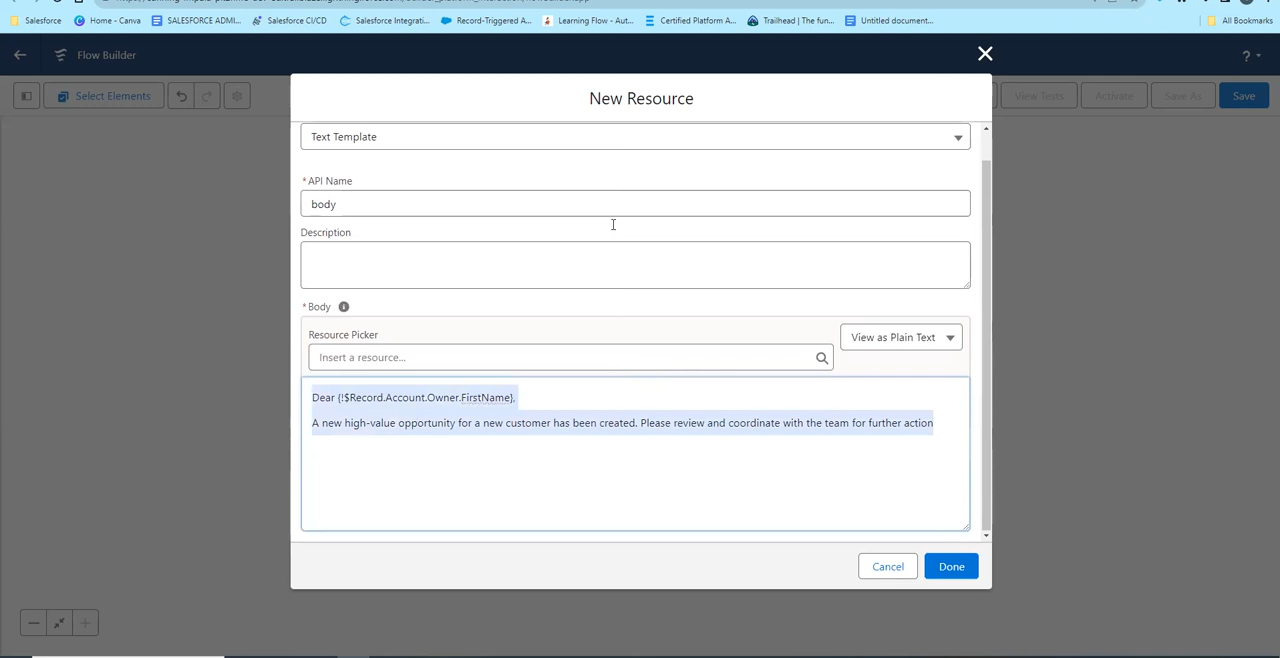 Salesforce
Home - Canva
SALESFORCE ADMI...
Salesforce CI/CD
Salesforce Integrati...
Record-Triggered A...
Learning Flow - Aut...
Certified Platform A...
Trailhead | The fun...
Untitled document...
All Bookmarks
Flow Builder
?
Select Elements
View Tests
Activate
Save As
Save
New Resource
Text Template
* API Name
body
Description
* Body
Resource Picker
View as Plain Text
Insert a resource...
Dear {!$Record.Account.Owner.FirstName},
A new high-value opportunity for a new customer has been created. Please review and coordinate with the team for further action
Cancel
Done